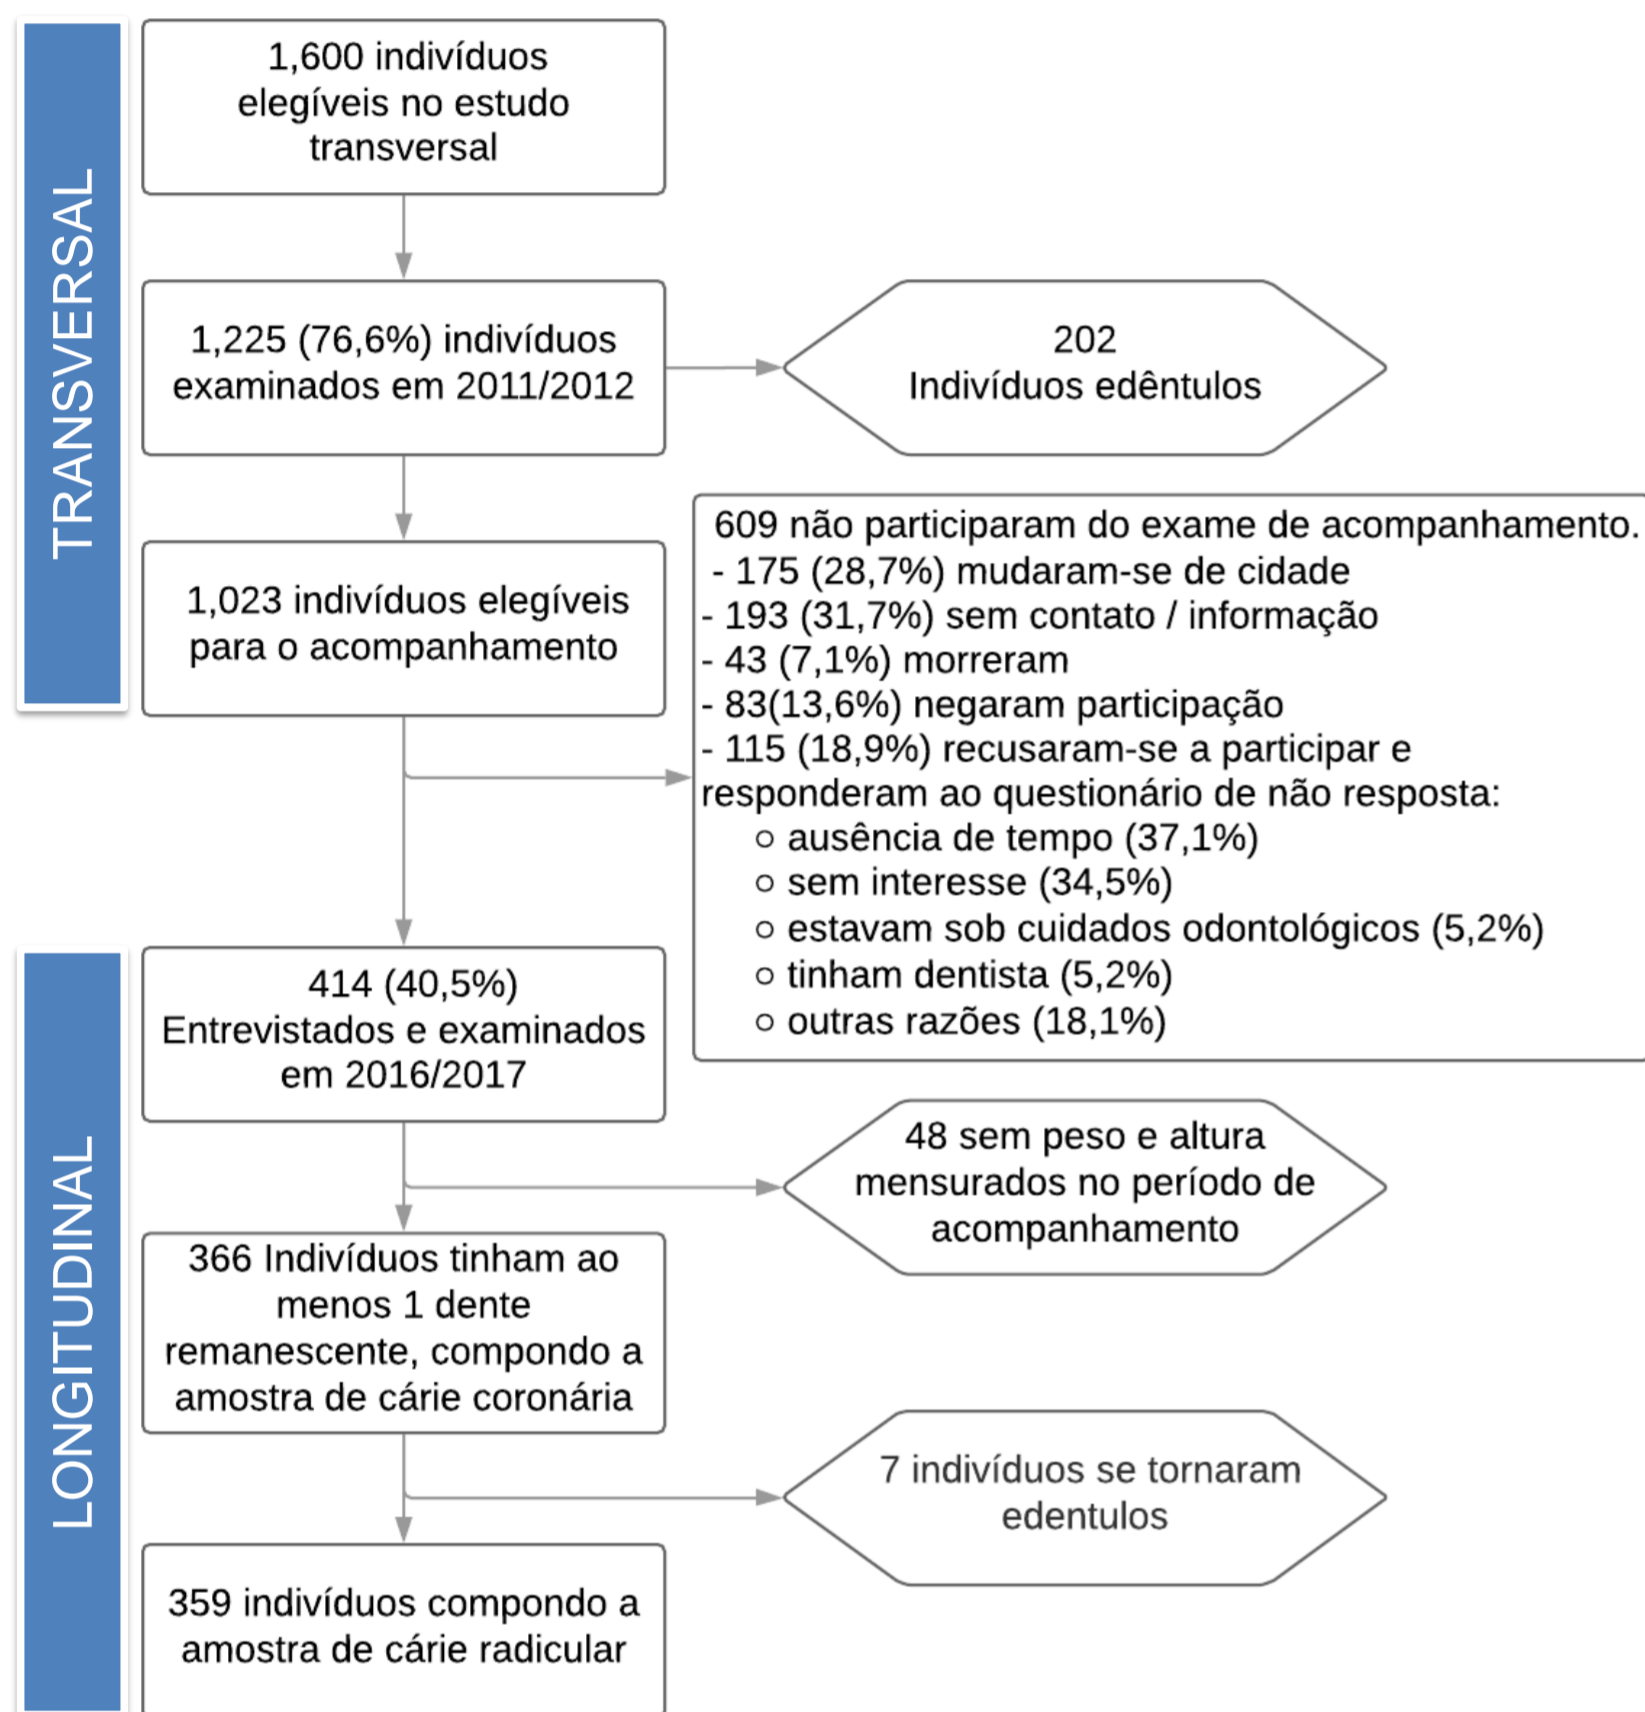 TRANSVERSAL
1,600 indivíduos
elegíveis no estudo
transversal
1,225 (76,6%) indivíduos
examinados em 2011/2012
202
Indivíduos edêntulos
1,023 indivíduos elegíveis
para o acompanhamento
609 não participaram do exame de acompanhamento.
- 175 (28,7%) mudaram-se de cidade
- 193 (31,7%) sem contato / informação
- 43 (7,1%) morreram
- 83(13,6%) negaram participação
- 115 (18,9%) recusaram-se a participar e
responderam ao questionário de não resposta:
○ ausência de tempo (37,1%)
○ sem interesse (34,5%)
○ estavam sob cuidados odontológicos (5,2%)
○ tinham dentista (5,2%)
○ outras razões (18,1%)
LONGITUDINAL
414 (40,5%)
Entrevistados e examinados
em 2016/2017
48 sem peso e altura
mensurados no período de
acompanhamento
366 Indivíduos tinham ao
menos 1 dente
remanescente, compondo a
amostra de cárie coronária
7 indivíduos se tornaram
edentulos
359 indivíduos compondo a
amostra de cárie radicular